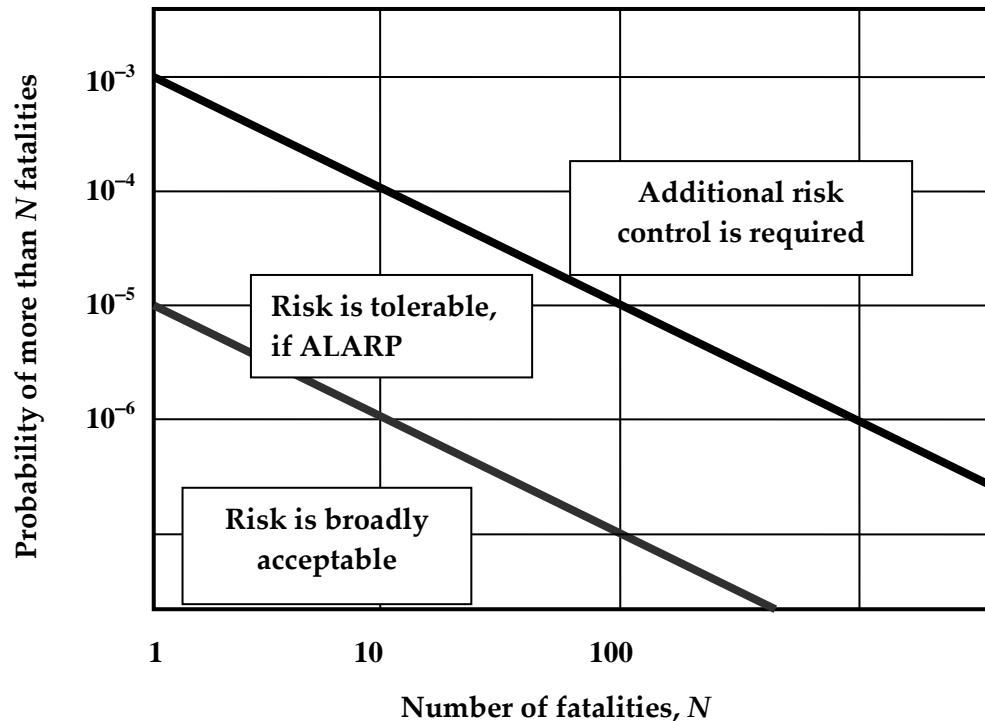 Probability of more than N fatalities
10⁻³
10⁻⁴
10⁻⁵
10⁻⁶
Additional risk
control is required
Risk is tolerable,
if ALARP
Risk is broadly
acceptable
1 10 100
Number of fatalities, N